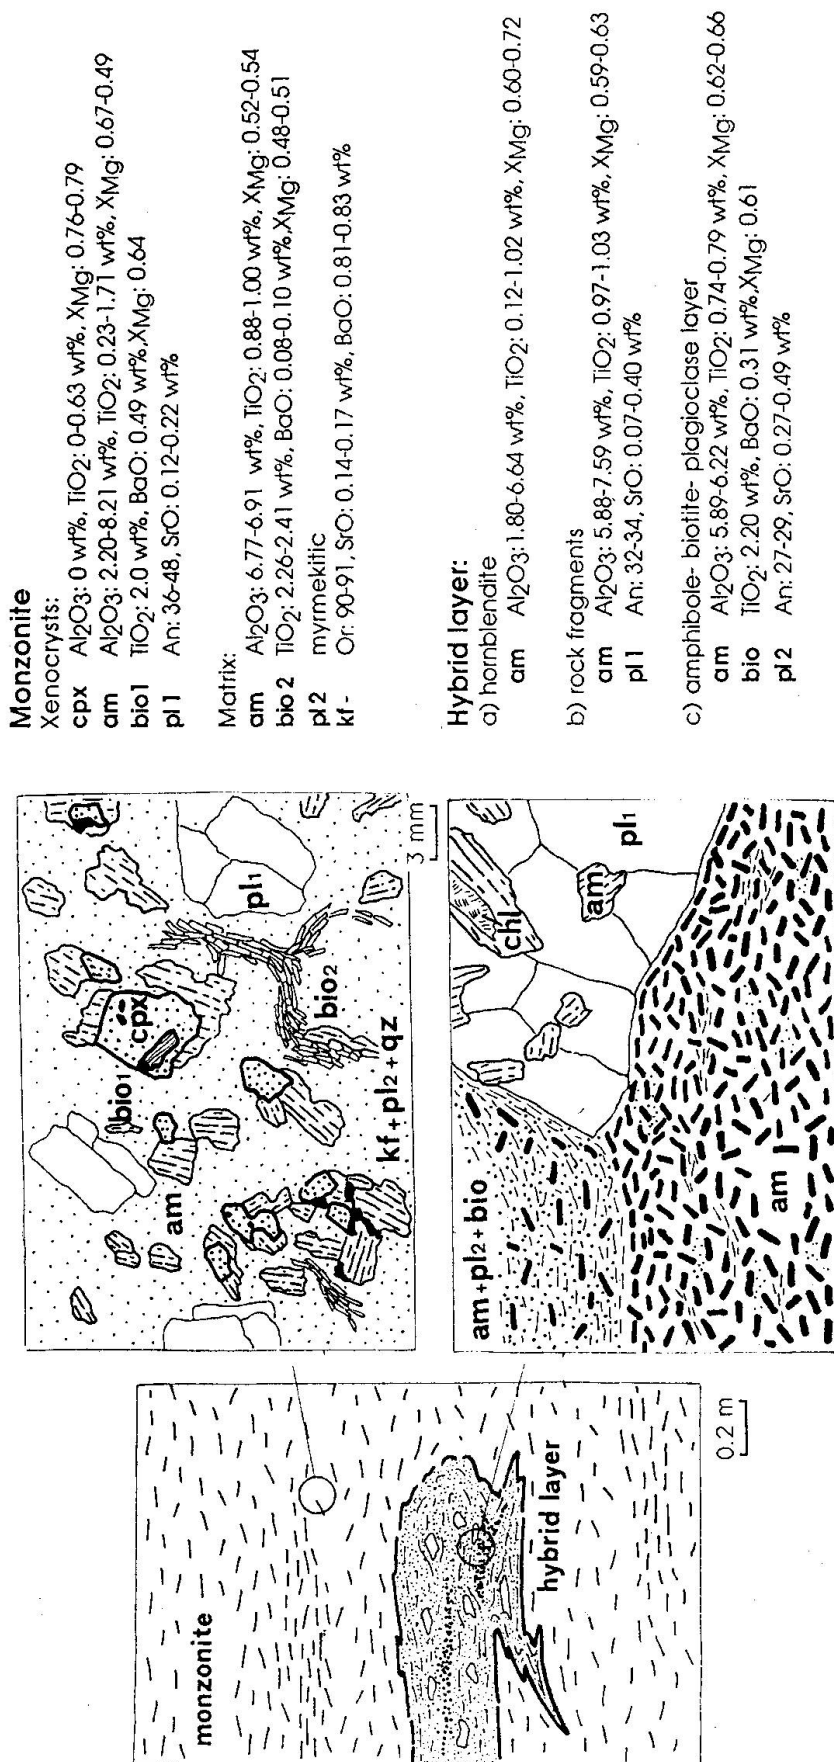 monzonite
hybrid layer
0.2 m
am
bio1
cpx
bio2
pl1
kf+pl2+qz
3 mm
am+pl2+bio
chl
am
pl1
am
Monzonite
Xenocrysts:
cpx Al2O3: 0 wt%, TiO2: 0-0.63 wt%, XMg: 0.76-0.79
am Al2O3: 2.20-8.21 wt%, TiO2: 0.23-1.71 wt%, XMg: 0.67-0.49
bio1 TiO2: 2.0 wt%, BaO: 0.49 wt%,XMg: 0.64
pl1 An: 36-48, SrO: 0.12-0.22 wt%
Matrix:
am Al2O3: 6.77-6.91 wt%, TiO2: 0.88-1.00 wt%, XMg: 0.52-0.54
bio2 TiO2: 2.26-2.41 wt%, BaO: 0.08-0.10 wt%,XMg: 0.48-0.51
pl2 myrmekitic
kf- Or: 90-91, SrO: 0.14-0.17 wt%, BaO: 0.81-0.83 wt%
Hybrid layer:
a) hornblendite
am Al2O3: 1.80-6.64 wt%, TiO2: 0.12-1.02 wt%, XMg: 0.60-0.72
b) rock fragments
am Al2O3: 5.88-7.59 wt%, TiO2: 0.97-1.03 wt%, XMg: 0.59-0.63
pl1 An: 32-34, SrO: 0.07-0.40 wt%
c) amphibole- biotite- plagioclase layer
am Al2O3: 5.89-6.22 wt%, TiO2: 0.74-0.79 wt%, XMg: 0.62-0.66
bio TiO2: 2.20 wt%, BaO: 0.31 wt%,XMg: 0.61
pl2 An: 27-29, SrO: 0.27-0.49 wt%